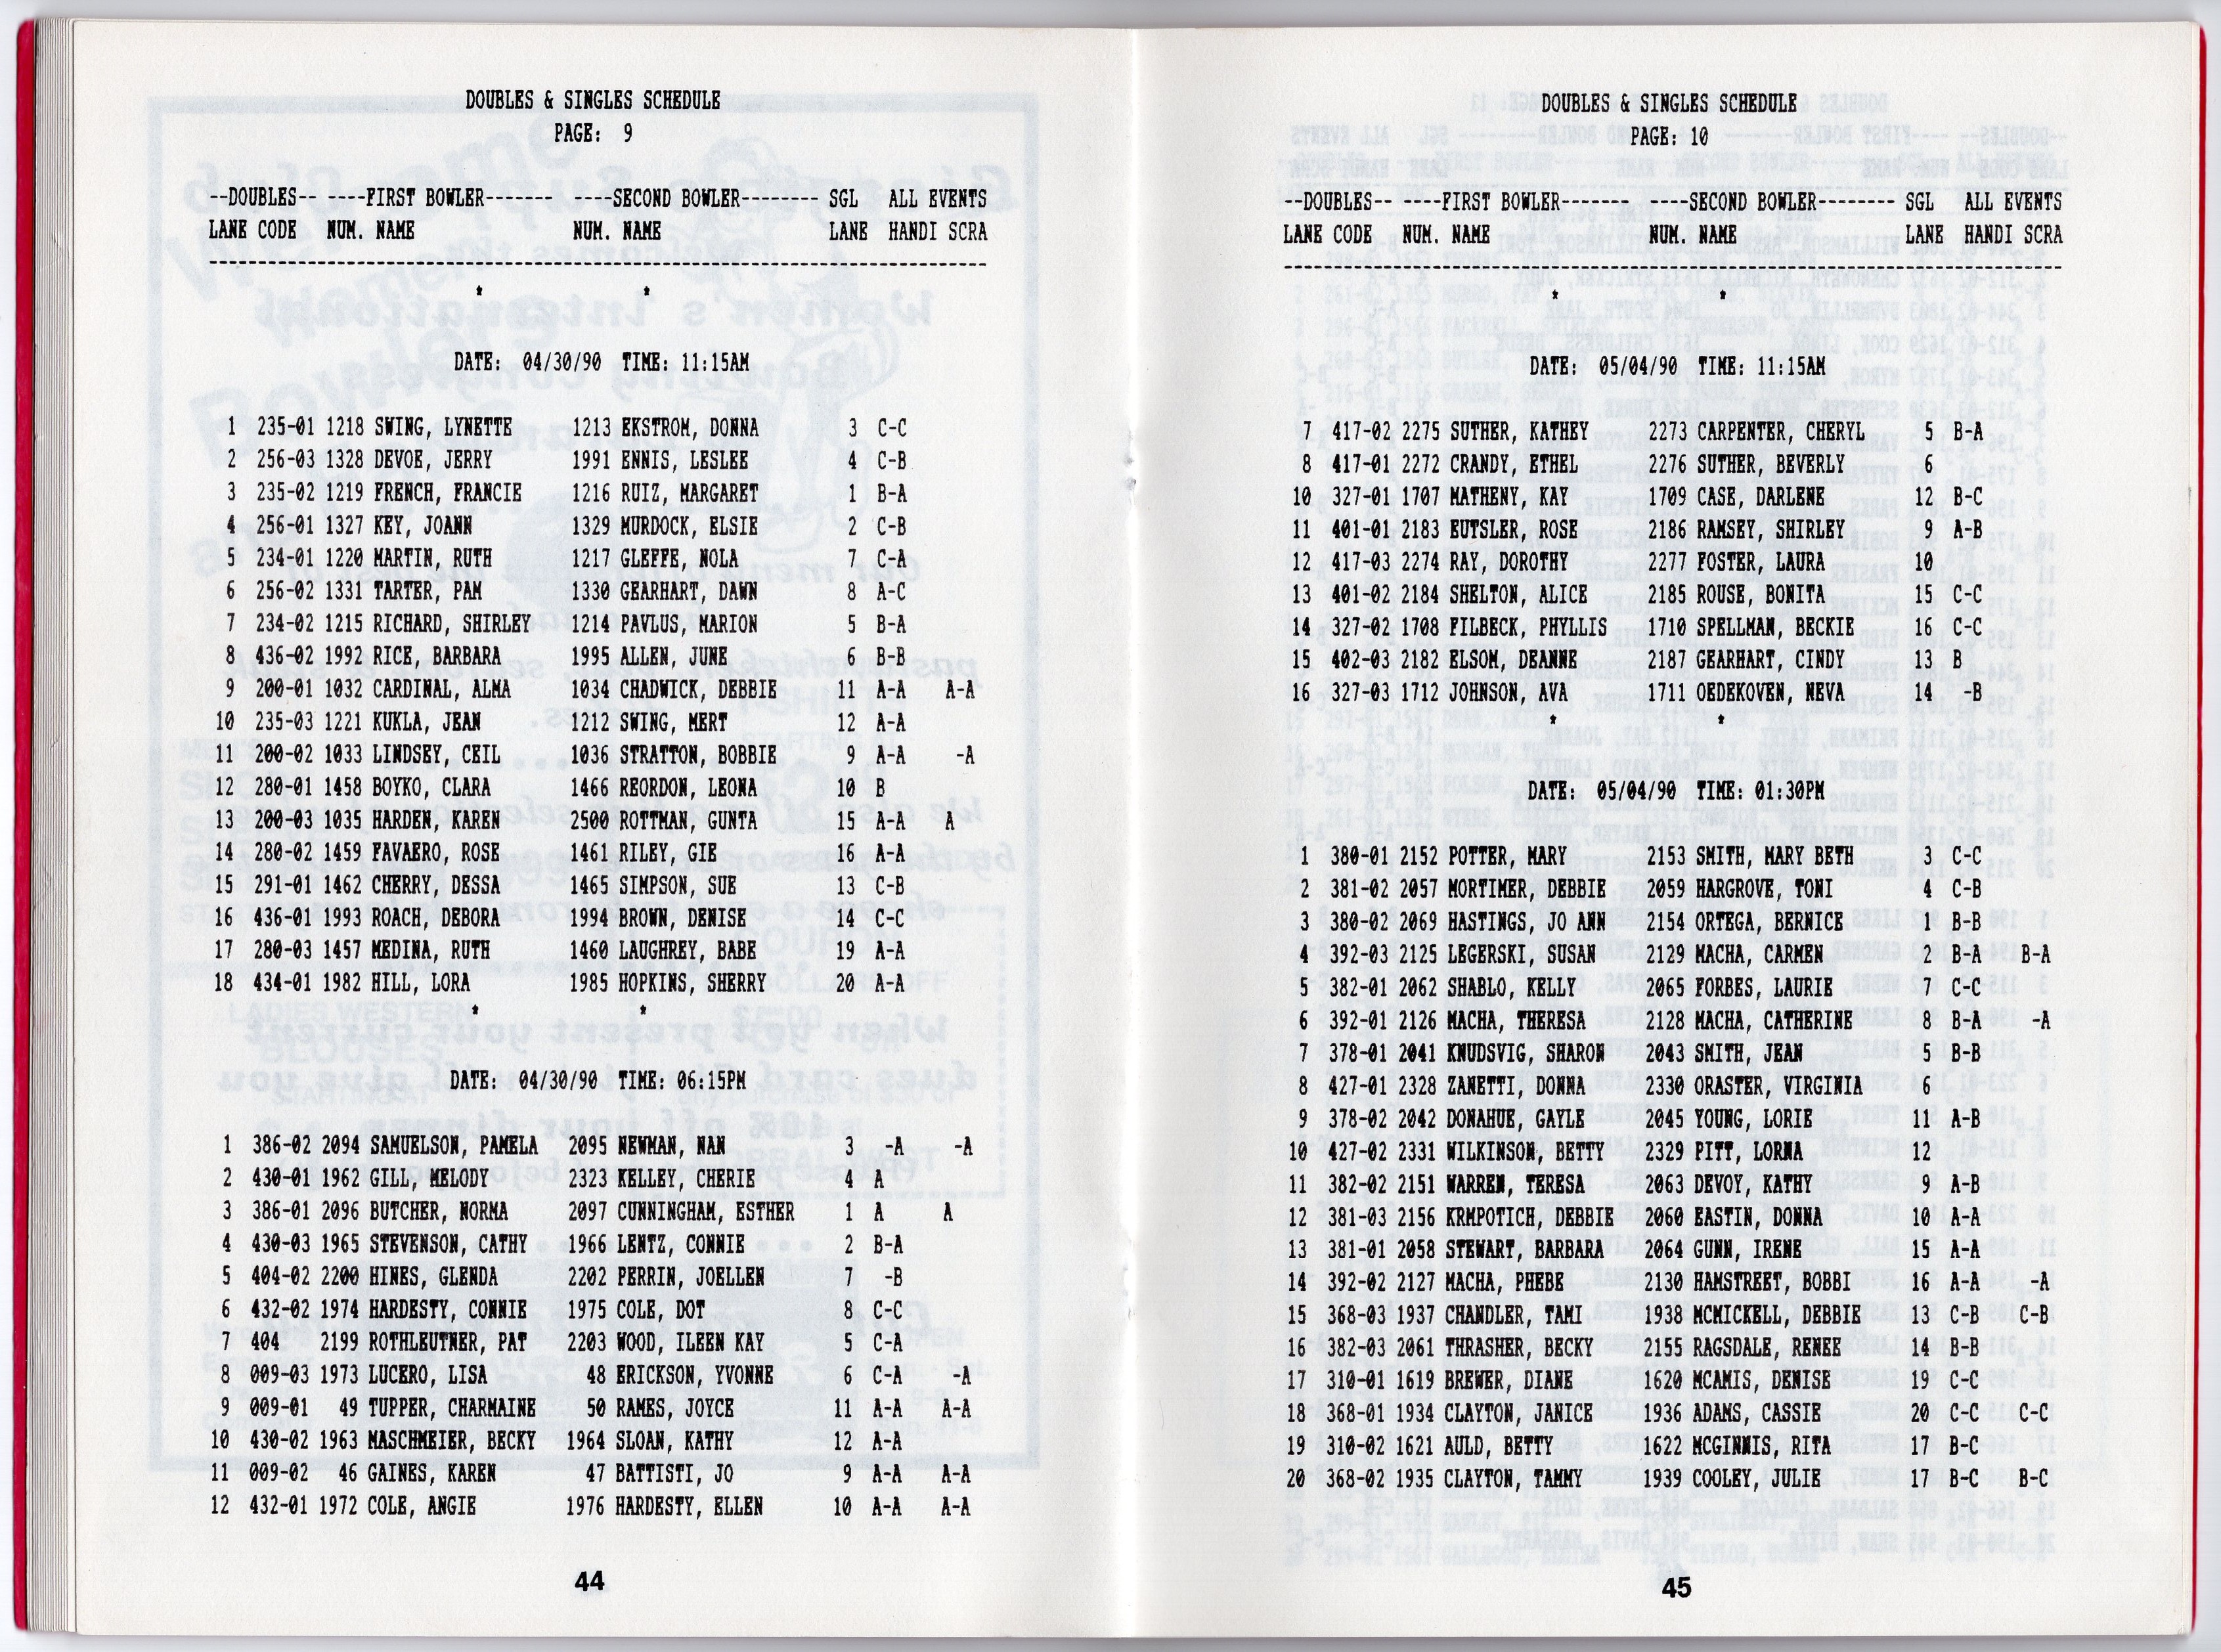 DOUBLES & SINGLES SCHEDULE
PAGE: 9
--DOUBLES-- ----FIRST BOWLER------- ----SECOND BOWLER-------- SGL ALL EVENTS
LANE CODE NUM. NAME NUM. NAME LANE HANDI SCRA
-------------------------------------------------------------------------------
* *
DATE: 04/30/90 TIME: 11:15AM
1 235-01 1218 SWING, LYNETTE 1213 EKSTROM, DONNA 3 C-C
2 256-03 1328 DEVOE, JERRY 1991 ENNIS, LESLEE 4 C-B
3 235-02 1219 FRENCH, FRANCIE 1216 RUIZ, MARGARET 1 B-A
4 256-01 1327 KEY, JOANN 1329 MURDOCK, ELSIE 2 C-B
5 234-01 1220 MARTIN, RUTH 1217 GLEFFE, NOLA 7 C-A
6 256-02 1331 TARTER, PAM 1330 GEARHART, DAWN 8 A-C
7 234-02 1215 RICHARD, SHIRLEY 1214 PAVLUS, MARION 5 B-A
8 436-02 1992 RICE, BARBARA 1995 ALLEN, JUNE 6 B-B
9 200-01 1032 CARDINAL, ALMA 1034 CHADWICK, DEBBIE 11 A-A A-A
10 235-03 1221 KUKLA, JEAN 1212 SWING, MERT 12 A-A
11 200-02 1033 LINDSEY, CEIL 1036 STRATTON, BOBBIE 9 A-A -A
12 280-01 1458 BOYKO, CLARA 1466 REORDON, LEONA 10 B
13 200-03 1035 HARDEN, KAREN 2500 ROTTMAN, GUNTA 15 A-A A
14 280-02 1459 FAVAERO, ROSE 1461 RILEY, GIE 16 A-A
15 291-01 1462 CHERRY, DESSA 1465 SIMPSON, SUE 13 C-B
16 436-01 1993 ROACH, DEBORA 1994 BROWN, DENISE 14 C-C
17 280-03 1457 MEDINA, RUTH 1460 LAUGHREY, BABE 19 A-A
18 434-01 1982 HILL, LORA 1985 HOPKINS, SHERRY 20 A-A
* *
DATE: 04/30/90 TIME: 06:15PM
1 386-02 2094 SAMUELSON, PAMELA 2095 NEWMAN, NAN 3 -A -A
2 430-01 1962 GILL, MELODY 2323 KELLEY, CHERIE 4 A
3 386-01 2096 BUTCHER, NORMA 2097 CUNNINGHAM, ESTHER 1 A A
4 430-03 1965 STEVENSON, CATHY 1966 LENTZ, CONNIE 2 B-A
5 404-02 2200 HINES, GLENDA 2202 PERRIN, JOELLEN 7 -B
6 432-02 1974 HARDESTY, CONNIE 1975 COLE, DOT 8 C-C
7 404 2199 ROTHLEUTNER, PAT 2203 WOOD, ILEEN KAY 5 C-A
8 009-03 1973 LUCERO, LISA 48 ERICKSON, YVONNE 6 C-A -A
9 009-01 49 TUPPER, CHARMAINE 50 RAMES, JOYCE 11 A-A A-A
10 430-02 1963 MASCHMEIER, BECKY 1964 SLOAN, KATHY 12 A-A
11 009-02 46 GAINES, KAREN 47 BATTISTI, JO 9 A-A A-A
12 432-01 1972 COLE, ANGIE 1976 HARDESTY, ELLEN 10 A-A A-A
44
DOUBLES & SINGLES SCHEDULE
PAGE: 10
--DOUBLES-- ----FIRST BOWLER------- ----SECOND BOWLER-------- SGL ALL EVENTS
LANE CODE NUM. NAME NUM. NAME LANE HANDI SCRA
-------------------------------------------------------------------------------
* *
DATE: 05/04/90 TIME: 11:15AM
7 417-02 2275 SUTHER, KATHEY 2273 CARPENTER, CHERYL 5 B-A
8 417-01 2272 CRANDY, ETHEL 2276 SUTHER, BEVERLY 6
10 327-01 1707 MATHENY, KAY 1709 CASE, DARLENE 12 B-C
11 401-01 2183 EUTSLER, ROSE 2186 RAMSEY, SHIRLEY 9 A-B
12 417-03 2274 RAY, DOROTHY 2277 FOSTER, LAURA 10
13 401-02 2184 SHELTON, ALICE 2185 ROUSE, BONITA 15 C-C
14 327-02 1708 FILBECK, PHYLLIS 1710 SPELLMAN, BECKIE 16 C-C
15 402-03 2182 ELSOM, DEANNE 2187 GEARHART, CINDY 13 B
16 327-03 1712 JOHNSON, AVA 1711 OEDEKOVEN, NEVA 14 -B
* *
DATE: 05/04/90 TIME: 01:30PM
1 380-01 2152 POTTER, MARY 2153 SMITH, MARY BETH 3 C-C
2 381-02 2057 MORTIMER, DEBBIE 2059 HARGROVE, TONI 4 C-B
3 380-02 2069 HASTINGS, JO ANN 2154 ORTEGA, BERNICE 1 B-B
4 392-03 2125 LEGERSKI, SUSAN 2129 MACHA, CARMEN 2 B-A B-A
5 382-01 2062 SHABLO, KELLY 2065 FORBES, LAURIE 7 C-C
6 392-01 2126 MACHA, THERESA 2128 MACHA, CATHERINE 8 B-A -A
7 378-01 2041 KNUDSVIG, SHARON 2043 SMITH, JEAN 5 B-B
8 427-01 2328 ZANETTI, DONNA 2330 ORASTER, VIRGINIA 6
9 378-02 2042 DONAHUE, GAYLE 2045 YOUNG, LORIE 11 A-B
10 427-02 2331 WILKINSON, BETTY 2329 PITT, LORNA 12
11 382-02 2151 WARREN, TERESA 2063 DEVOY, KATHY 9 A-B
12 381-03 2156 KRMPOTICH, DEBBIE 2060 EASTIN, DONNA 10 A-A
13 381-01 2058 STEWART, BARBARA 2064 GUNN, IRENE 15 A-A
14 392-02 2127 MACHA, PHEBE 2130 HAMSTREET, BOBBI 16 A-A -A
15 368-03 1937 CHANDLER, TAMI 1938 MCMICKELL, DEBBIE 13 C-B C-B
16 382-03 2061 THRASHER, BECKY 2155 RAGSDALE, RENEE 14 B-B
17 310-01 1619 BREWER, DIANE 1620 MCAMIS, DENISE 19 C-C
18 368-01 1934 CLAYTON, JANICE 1936 ADAMS, CASSIE 20 C-C C-C
19 310-02 1621 AULD, BETTY 1622 MCGINNIS, RITA 17 B-C
20 368-02 1935 CLAYTON, TAMMY 1939 COOLEY, JULIE 17 B-C B-C
45